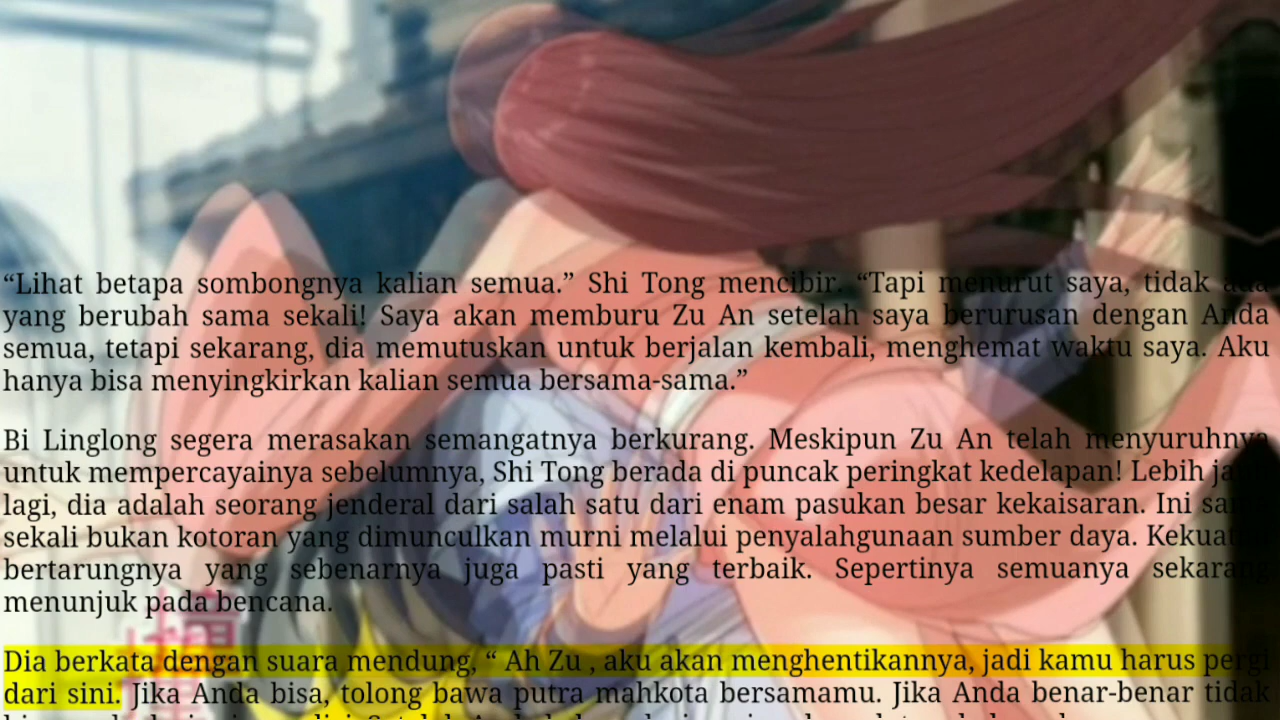 “Lihat betapa sombongnya kalian semua.” Shi Tong mencibir. “Tapi menurut saya, tidak ada
yang berubah sama sekali! Saya akan memburu Zu An setelah saya berurusan dengan Anda
semua, tetapi sekarang, dia memutuskan untuk berjalan kembali, menghemat waktu saya. Aku
hanya bisa menyingkirkan kalian semua bersama-sama.”
Bi Linglong segera merasakan semangatnya berkurang. Meskipun Zu An telah menyuruhnya
untuk mempercayainya sebelumnya, Shi Tong berada di puncak peringkat kedelapan! Lebih jauh
lagi, dia adalah seorang jenderal dari salah satu dari enam pasukan besar kekaisaran. Ini sama
sekali bukan kotoran yang dimunculkan murni melalui penyalahgunaan sumber daya. Kekuatan
bertarungnya yang sebenarnya juga pasti yang terbaik. Sepertinya semuanya sekarang
menunjuk pada bencana.
Dia berkata dengan suara mendung, “ Ah Zu , aku akan menghentikannya, jadi kamu harus pergi
dari sini. Jika Anda bisa, tolong bawa putra mahkota bersamamu. Jika Anda benar-benar tidak